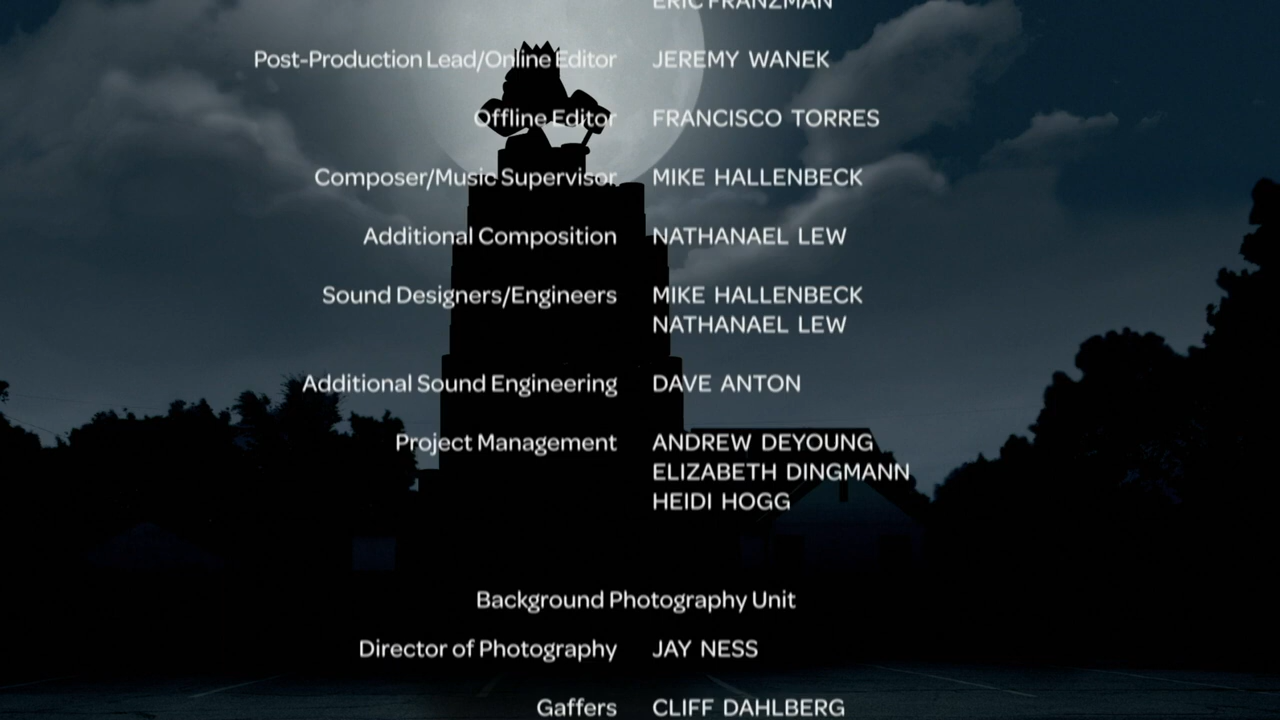 ERIC FRANZMAN
Post-Production Lead/Online Editor JEREMY WANEK
Offline Editor FRANCISCO TORRES
Composer/Music Supervisor MIKE HALLENBECK
Additional Composition NATHANAEL LEW
Sound Designers/Engineers MIKE HALLENBECK
NATHANAEL LEW
Additional Sound Engineering DAVE ANTON
Project Management ANDREW DEYOUNG
ELIZABETH DINGMANN
HEIDI HOGG
Background Photography Unit
Director of Photography JAY NESS
Gaffers CLIFF DAHLBERG